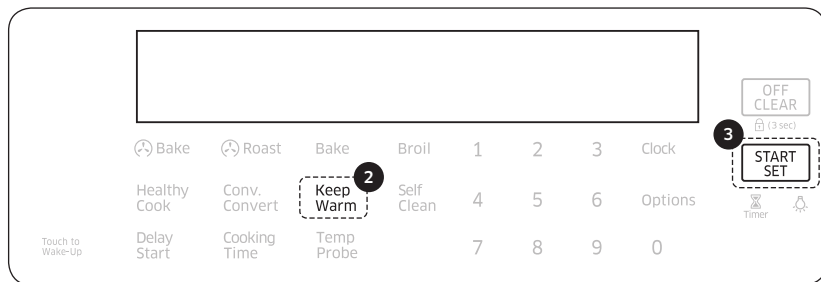 OFF
CLEAR
(3 sec)
3
Bake Roast Bake Broil 1 2 3 Clock
START
SET
2
Healthy
Cook
Conv.
Convert
Keep
Warm
Self
Clean
4 5 6 Options
Timer
Touch to
Wake-Up
Delay
Start
Cooking
Time
Temp
Probe
7 8 9 0